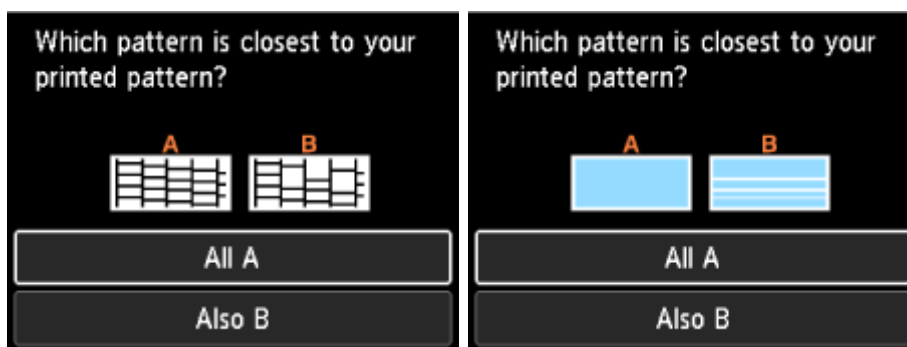 Which pattern is closest to your
printed pattern?
A B
All A
Also B
Which pattern is closest to your
printed pattern?
A B
All A
Also B